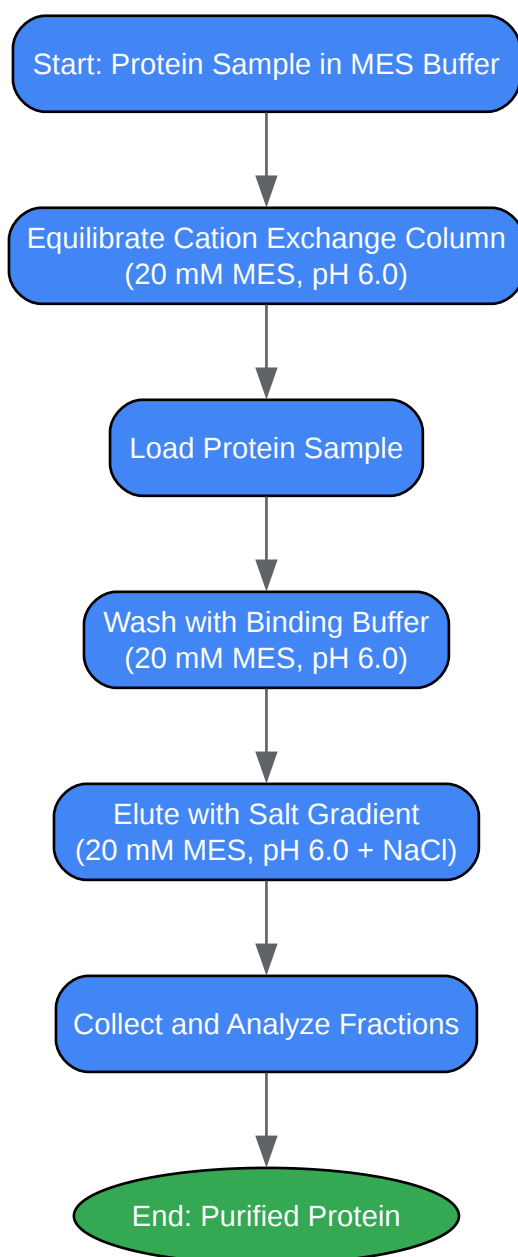 Start: Protein Sample in MES Buffer
Equilibrate Cation Exchange Column
(20 mM MES, pH 6.0)
Load Protein Sample
Wash with Binding Buffer
(20 mM MES, pH 6.0)
Elute with Salt Gradient
(20 mM MES, pH 6.0 + NaCl)
Collect and Analyze Fractions
End: Purified Protein